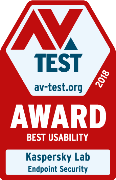 AV
TEST
av-test.org
2018
AWARD
BEST USABILITY
Kaspersky Lab
Endpoint Security